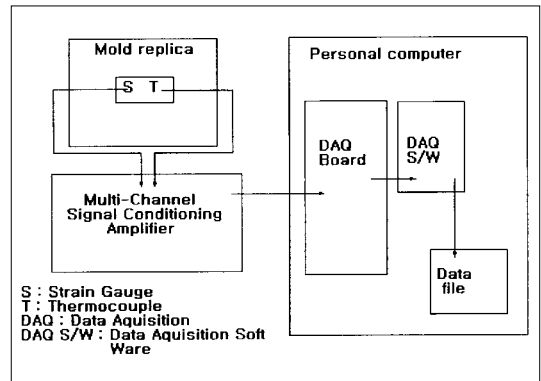 Mold replica
S T
Multi-Channel
Signal Conditioning
Amplifier
Personal computer
DAQ
Board
DAQ
S/W
Data
file
S : Strain Gauge
T : Thermocouple
DAQ : Data Aquisition
DAQ S/W : Data Aquisition Soft
Ware